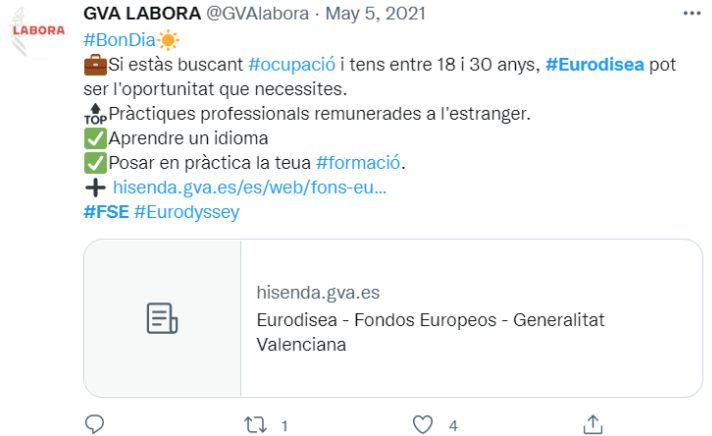 LABORA
GVA LABORA @GVAlabora · May 5, 2021
#BonDia☀️
💼Si estàs buscant #ocupació i tens entre 18 i 30 anys, #Eurodisea pot
ser l'oportunitat que necessites.
🔝Pràctiques professionals remunerades a l'estranger.
✅Aprendre un idioma
✅Posar en pràctica la teua #formació.
➕ hisenda.gva.es/es/web/fons-eu...
#FSE #Eurodyssey
hisenda.gva.es
Eurodisea - Fondos Europeos - Generalitat
Valenciana
1 4